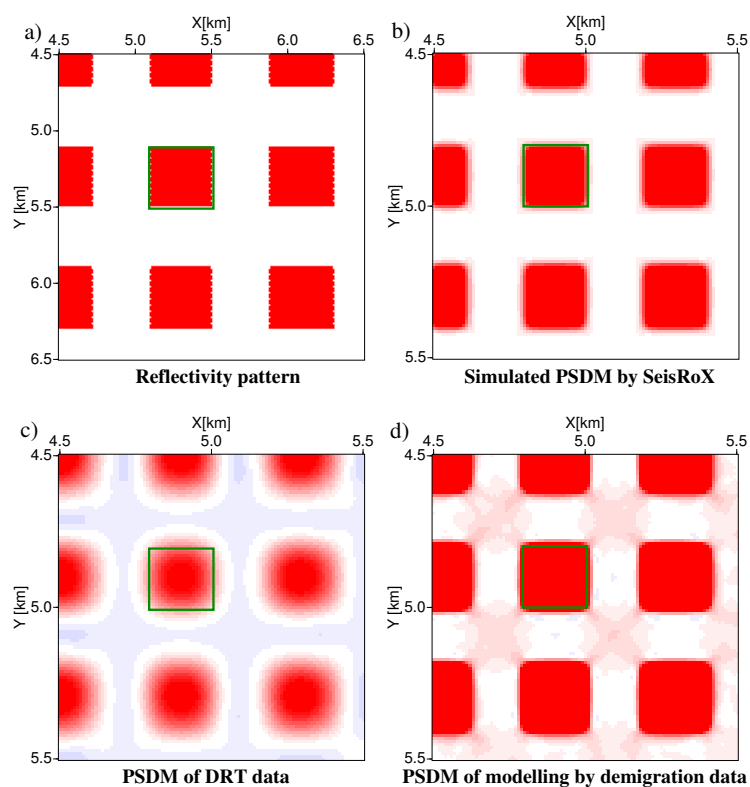 a)
X[km]
4.5 5.0 5.5 6.0 6.5
4.5
5.0
Y [km]
5.5
6.0
6.5
Reflectivity pattern
b)
X[km]
4.5 5.0 5.5
4.5
Y [km]
5.0
5.5
Simulated PSDM by SeisRoX
c)
X[km]
4.5 5.0 5.5
4.5
Y [km]
5.0
5.5
PSDM of DRT data
d)
X[km]
4.5 5.0 5.5
4.5
Y [km]
5.0
5.5
PSDM of modelling by demigration data